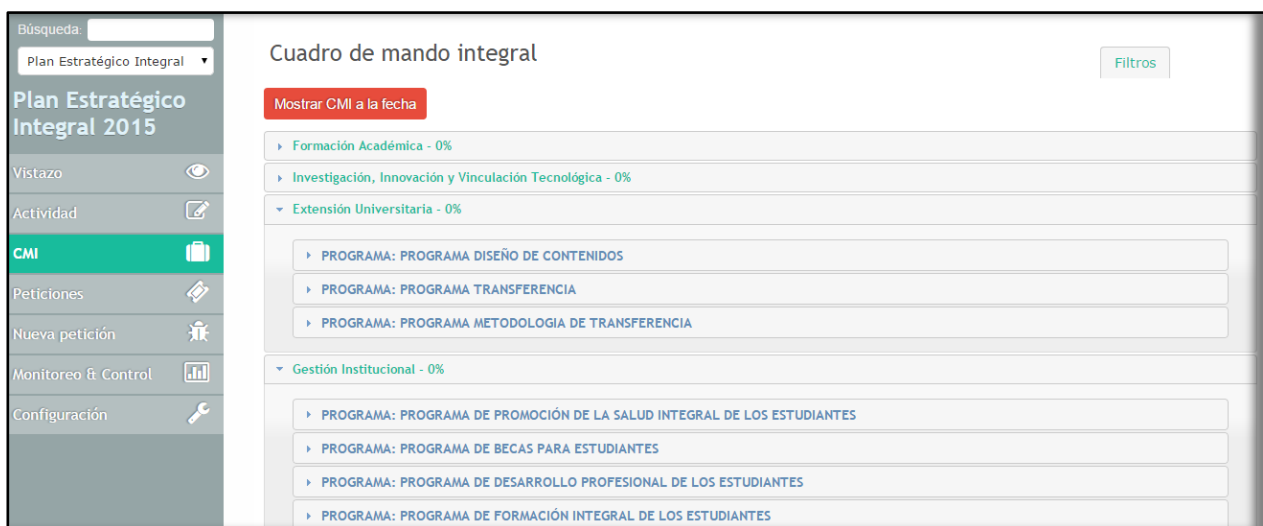 Búsqueda:
Plan Estratégico Integral
Plan Estratégico
Integral 2015
Vistazo
Actividad
CMI
Peticiones
Nueva petición
Monitoreo & Control
Configuración
Cuadro de mando integral
Filtros
Mostrar CMI a la fecha
Formación Académica - 0%
Investigación, Innovación y Vinculación Tecnológica - 0%
Extensión Universitaria - 0%
PROGRAMA: PROGRAMA DISEÑO DE CONTENIDOS
PROGRAMA: PROGRAMA TRANSFERENCIA
PROGRAMA: PROGRAMA METODOLOGIA DE TRANSFERENCIA
Gestión Institucional - 0%
PROGRAMA: PROGRAMA DE PROMOCIÓN DE LA SALUD INTEGRAL DE LOS ESTUDIANTES
PROGRAMA: PROGRAMA DE BECAS PARA ESTUDIANTES
PROGRAMA: PROGRAMA DE DESARROLLO PROFESIONAL DE LOS ESTUDIANTES
PROGRAMA: PROGRAMA DE FORMACIÓN INTEGRAL DE LOS ESTUDIANTES